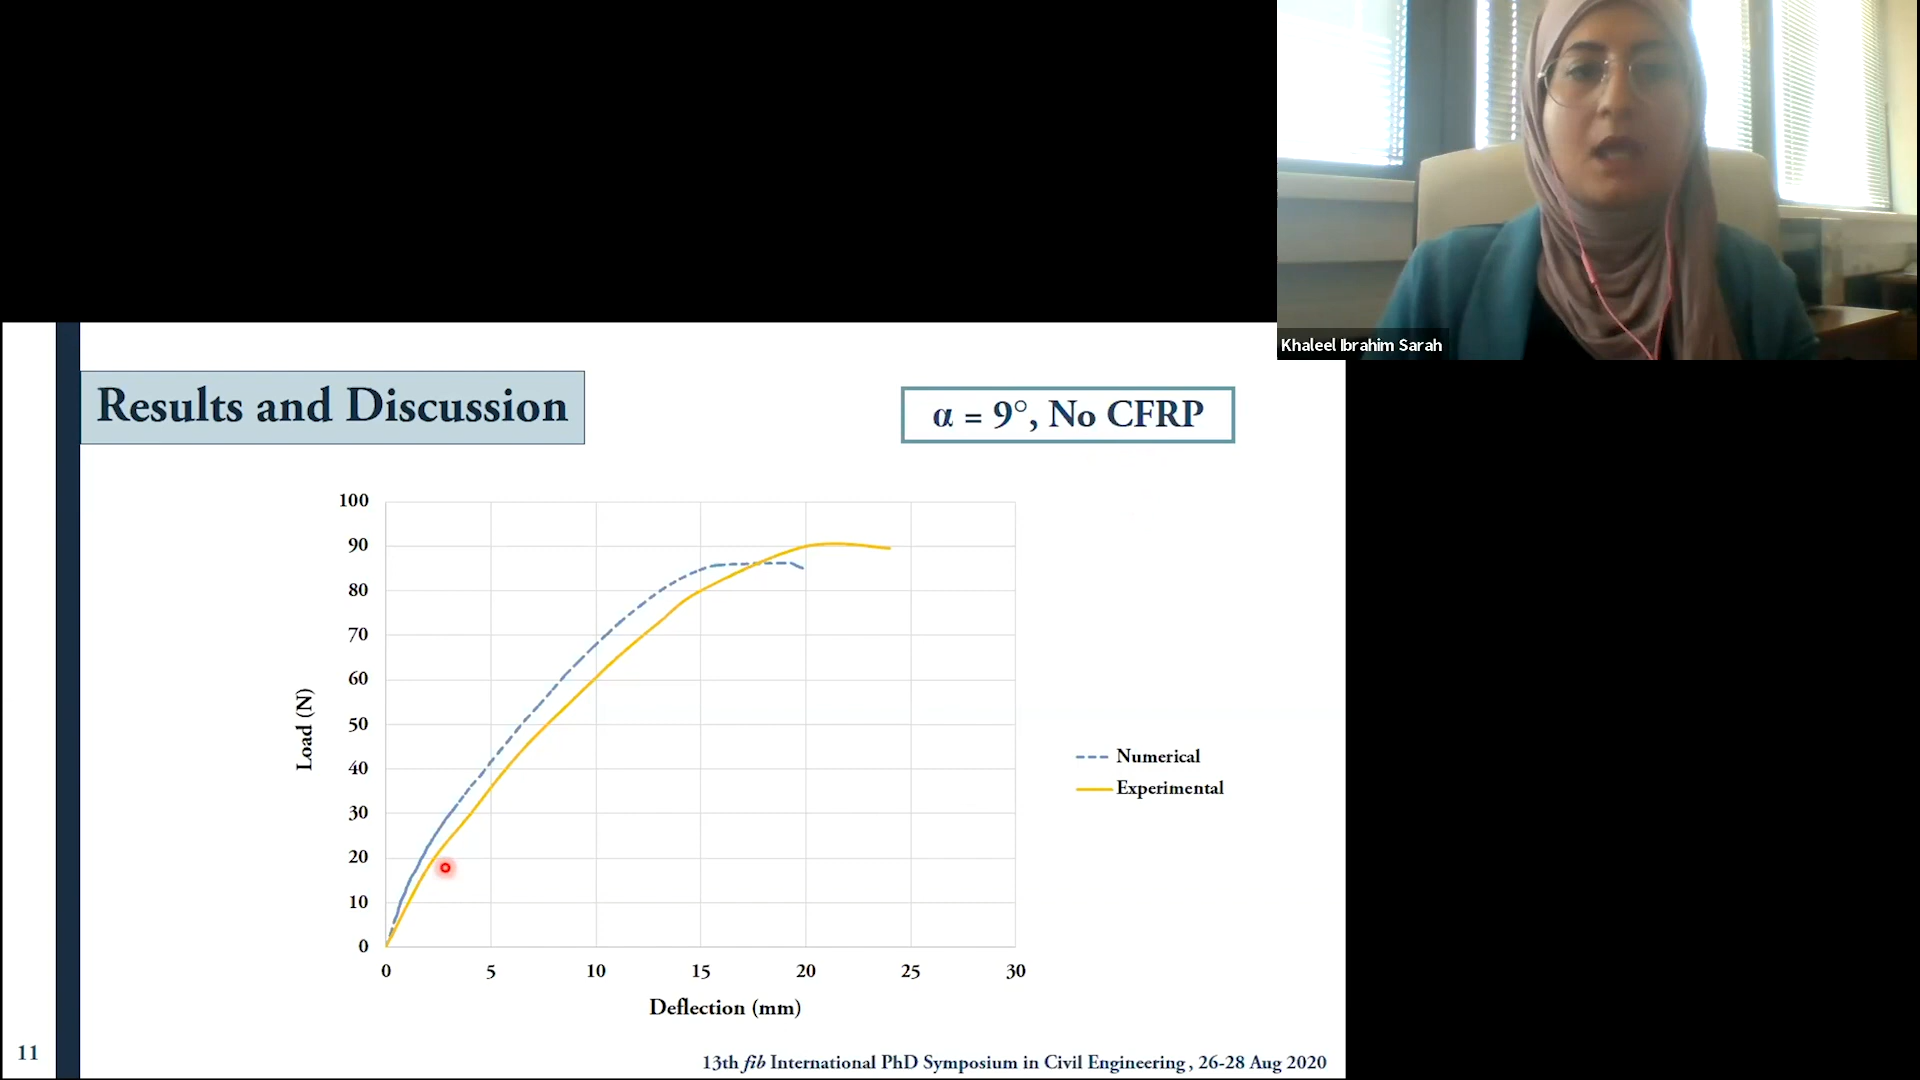 Khaleel Ibrahim Sarah
Results and Discussion
α = 9°, No CFRP
100
90
80
70
60
50
40
30
20
10
0
Load (N)
0 5 10 15 20 25 30
Deflection (mm)
Numerical
Experimental
11
13th fib International PhD Symposium in Civil Engineering, 26-28 Aug 2020